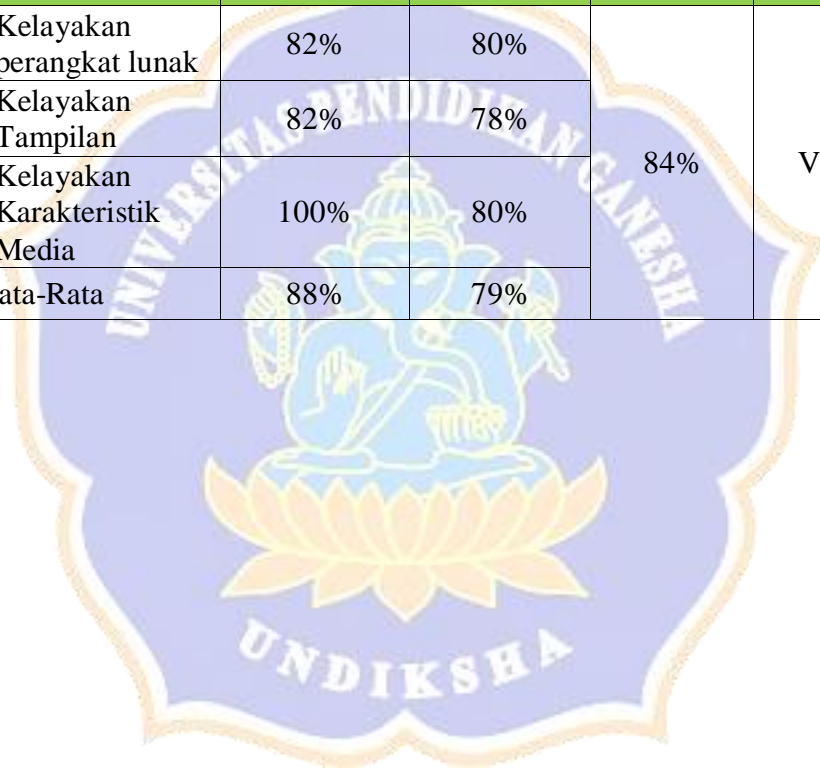 Kelayakan
perangkat lunak
82%
80%
Kelayakan
Tampilan
82%
78%
84%
V
Kelayakan
Karakteristik
Media
100%
80%
ata-Rata
88%
79%
UNIVERSITAS PENDIDIKAN GANESHA
UNDIKSHA